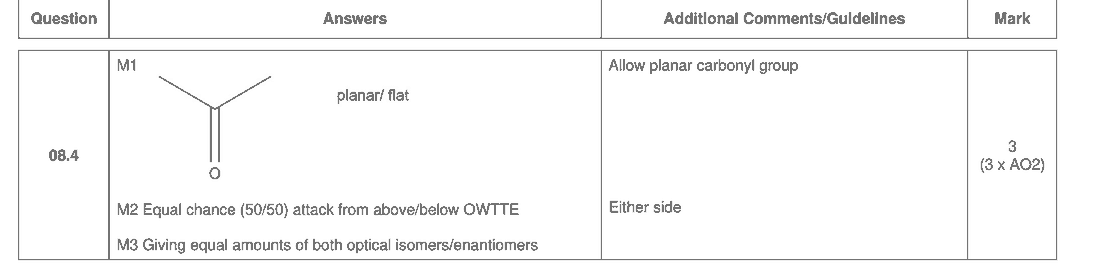 Question Answers Additional Comments/Guidelines Mark
M1 Allow planar carbonyl group
planar/ flat
O
08.4
3
(3 x AO2)
M2 Equal chance (50/50) attack from above/below OWTTE Either side
M3 Giving equal amounts of both optical isomers/enantiomers